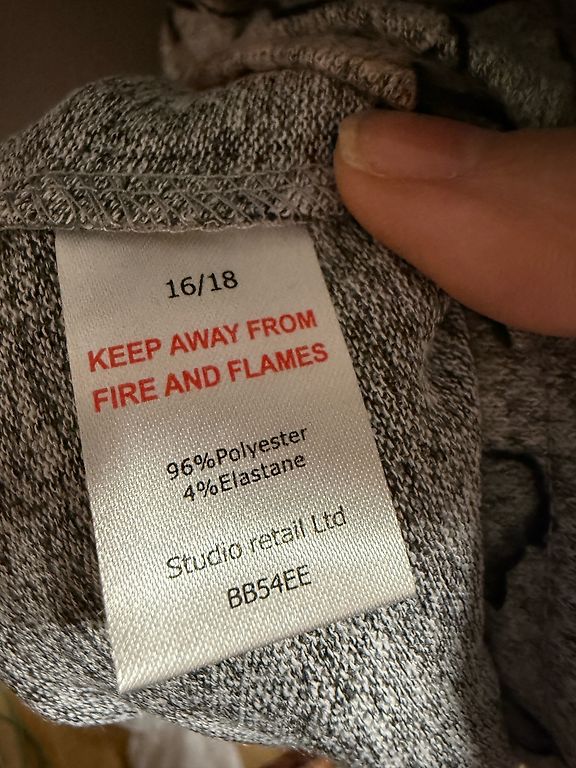 16/18
KEEP AWAY FROM
FIRE AND FLAMES
96%Polyester
4%Elastane
Studio retail Ltd
BB54EE